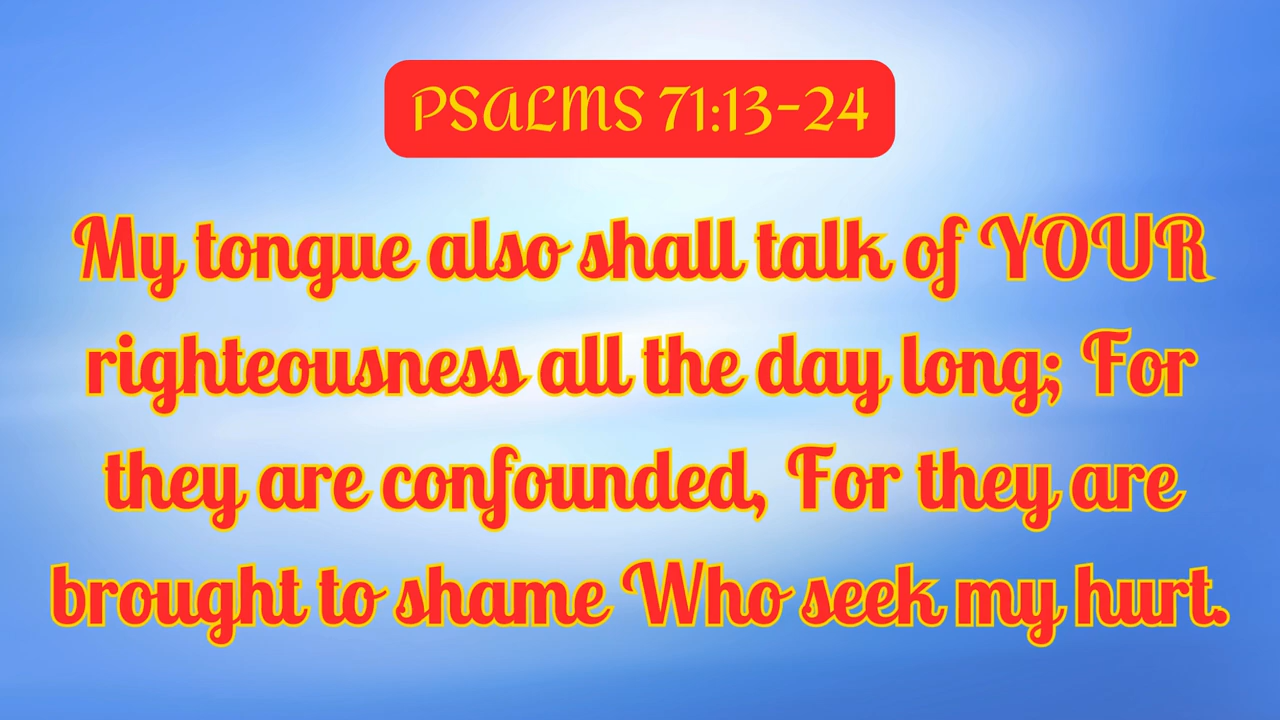 PSALMS 71:13-24
My tongue also shall talk of YOUR
righteousness all the day long; For
they are confounded, For they are
brought to shame Who seek my hurt.